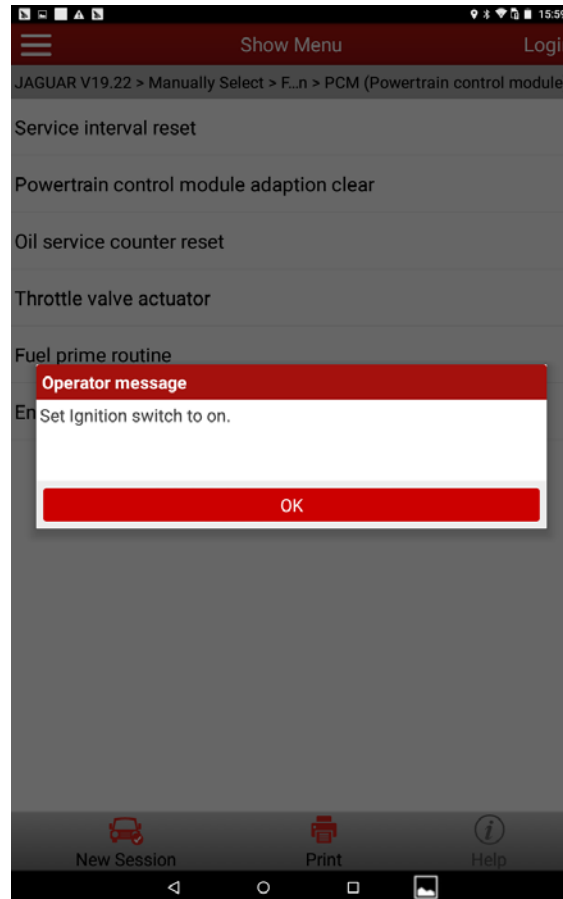 15:59
Show Menu
Logi
JAGUAR V19.22 > Manually Select > F...n > PCM (Powertrain control module
Service interval reset
Powertrain control module adaption clear
Oil service counter reset
Throttle valve actuator
Fuel prime routine
En
Operator message
Set Ignition switch to on.
OK
New Session
Print
Help